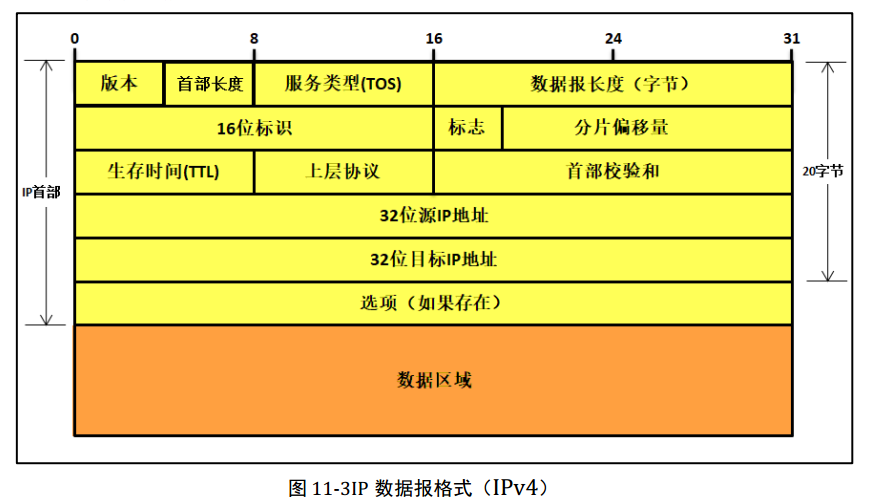 0 8 16 24 31
版本 首部长度 服务类型(TOS) 数据报长度（字节）
16位标识 标志 分片偏移量
生存时间(TTL) 上层协议 首部校验和
IP首部 20字节
32位源IP地址
32位目标IP地址
选项（如果存在）
数据区域
图 11-3IP 数据报格式（IPv4）